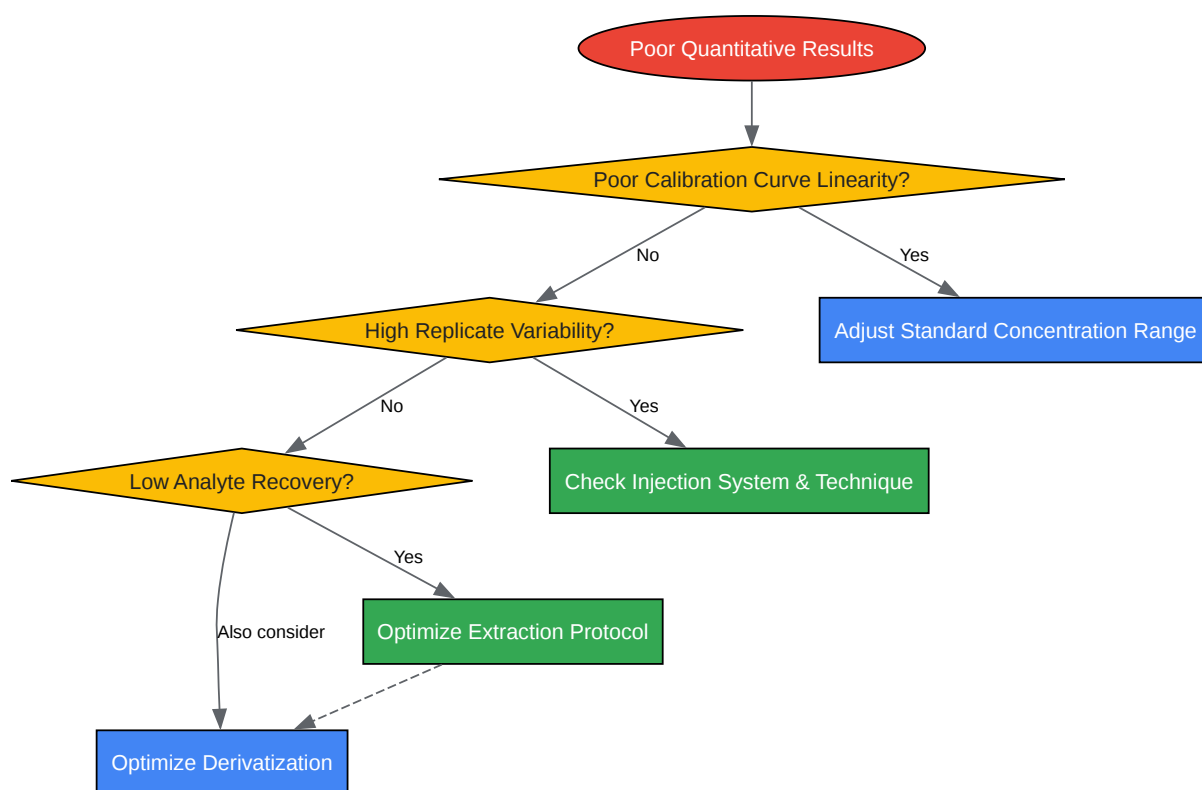 Poor Quantitative Results
Poor Calibration Curve Linearity?
No
Yes
High Replicate Variability?
Adjust Standard Concentration Range
No
Yes
Low Analyte Recovery?
Check Injection System & Technique
Yes
Also consider
Optimize Extraction Protocol
Optimize Derivatization